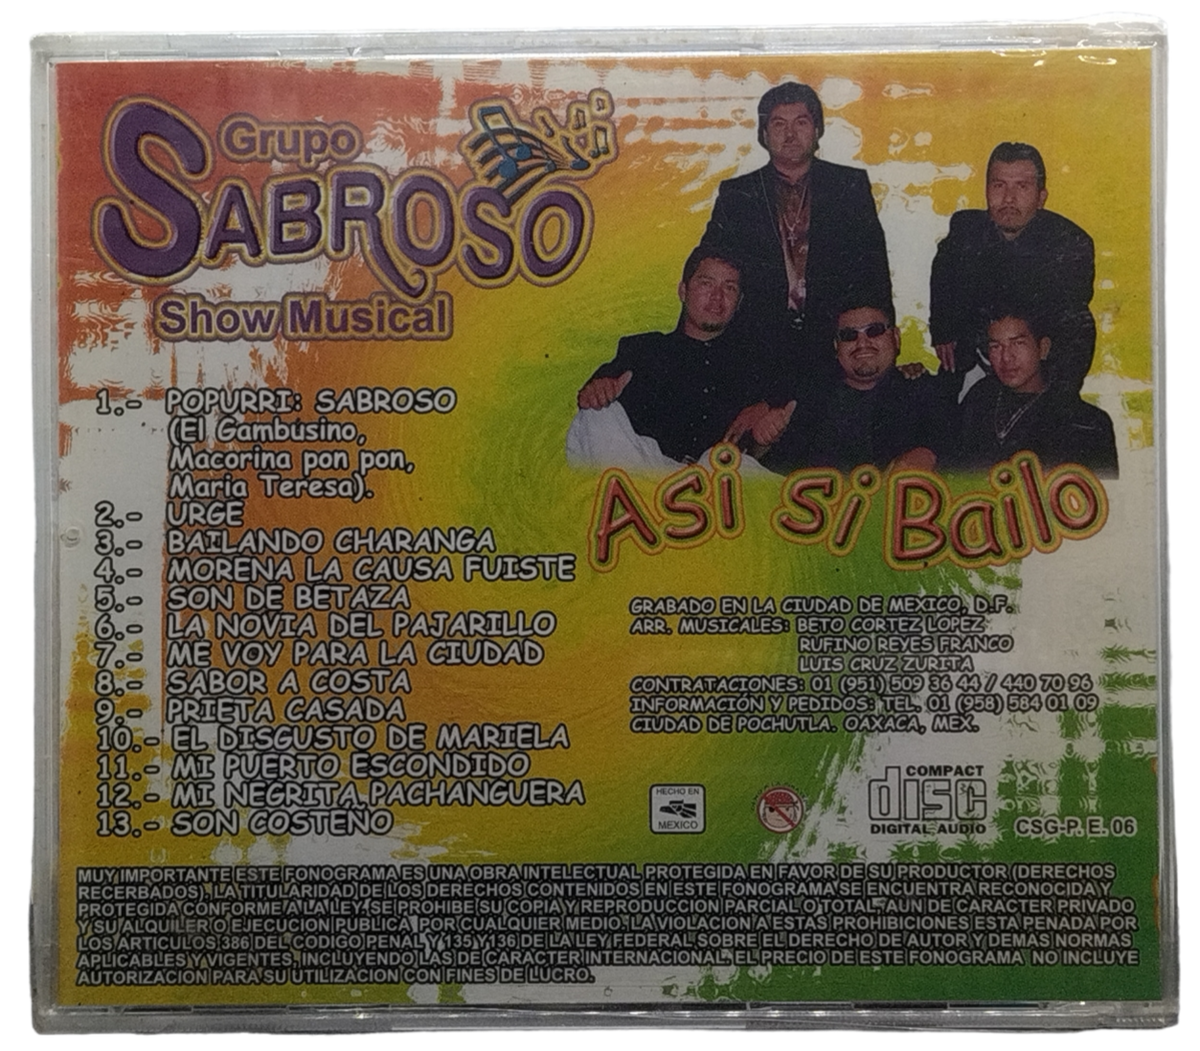 Grupo
SABROSO
Show Musical
1.- POPURRI: SABROSO
(El Gambusino,
Macorina pon pon,
Maria Teresa).
2.- URGE
3.- BAILANDO CHARANGA
4.- MORENA LA CAUSA FUISTE
5.- SON DE BETAZA
6.- LA NOVIA DEL PAJARILLO
7.- ME VOY PARA LA CIUDAD
8.- SABOR A COSTA
9.- PRIETA CASADA
10.- EL DISGUSTO DE MARIELA
11.- MI PUERTO ESCONDIDO
12.- MI NEGRITA PACHANGUERA
13.- SON COSTEÑO
Asi si Bailo
GRABADO EN LA CIUDAD DE MEXICO, D.F.
ARR. MUSICALES: BETO CORTEZ LOPEZ
RUFINO REYES FRANCO
LUIS CRUZ ZURITA
CONTRATACIONES: 01 (951) 509 36 44 / 440 70 96
INFORMACIÓN Y PEDIDOS: TEL. 01 (958) 584 01 09
CIUDAD DE POCHUTLA. OAXACA, MEX.
HECHO EN
MEXICO
COMPACT
disc
DIGITAL AUDIO
CSG-P. E. 06
MUY IMPORTANTE ESTE FONOGRAMA ES UNA OBRA INTELECTUAL PROTEGIDA EN FAVOR DE SU PRODUCTOR (DERECHOS
RECERBADOS). LA TITULARIDAD DE LOS DERECHOS CONTENIDOS EN ESTE FONOGRAMA SE ENCUENTRA RECONOCIDA Y
PROTEGIDA CONFORME A LA LEY. SE PROHIBE SU COPIA Y REPRODUCCION PARCIAL O TOTAL, AUN DE CARACTER PRIVADO
Y SU ALQUILER O EJECUCION PUBLICA POR CUALQUIER MEDIO. LA VIOLACION A ESTAS PROHIBICIONES ESTA PENADA POR
LOS ARTICULOS 386 DEL CODIGO PENAL Y 135 Y 136 DE LA LEY FEDERAL SOBRE EL DERECHO DE AUTOR Y DEMAS NORMAS
APLICABLES Y VIGENTES, INCLUYENDO LAS DE CARACTER INTERNACIONAL. EL PRECIO DE ESTE FONOGRAMA NO INCLUYE
AUTORIZACION PARA SU UTILIZACION CON FINES DE LUCRO.